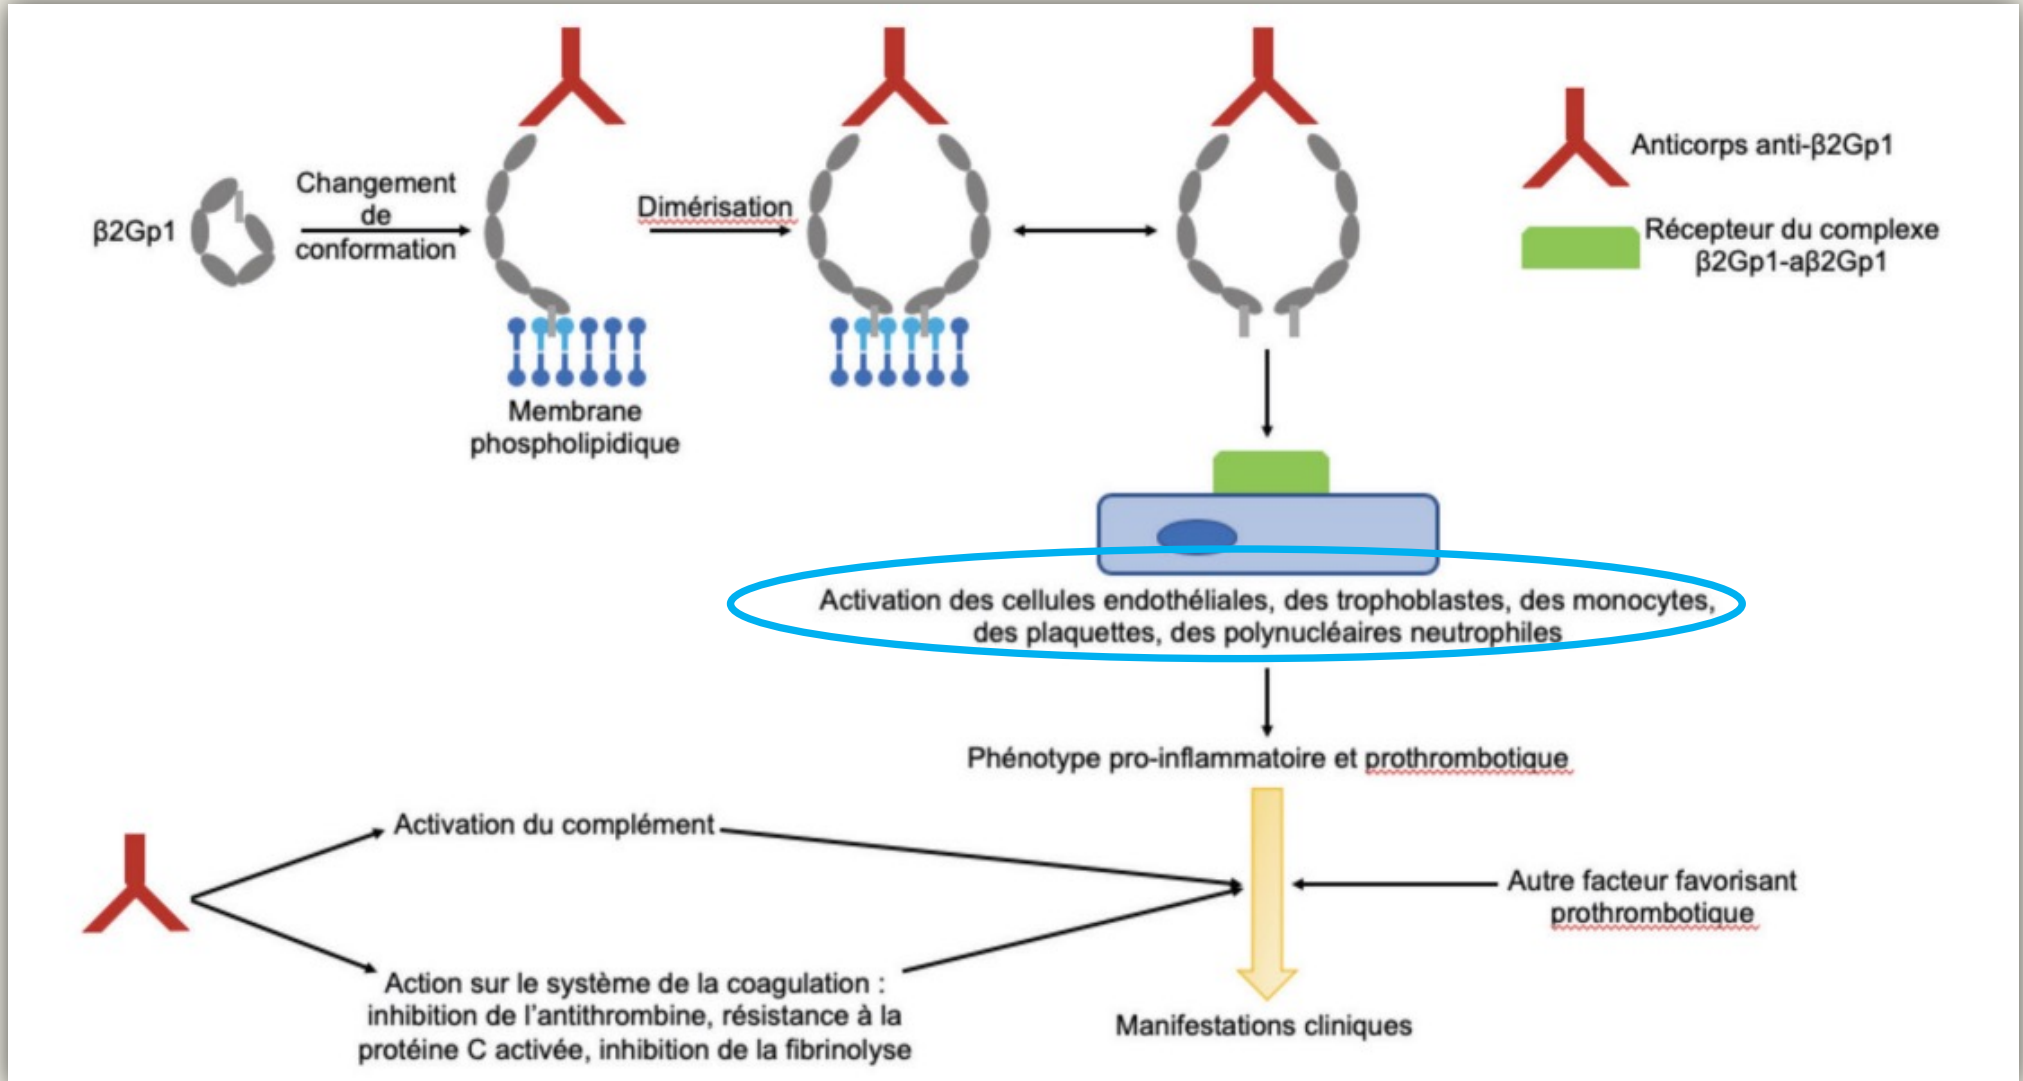 β2Gp1
Changement
de
conformation
Membrane
phospholipidique
Dimérisation
Anticorps anti-β2Gp1
Récepteur du complexe
β2Gp1-aβ2Gp1
Activation des cellules endothéliales, des trophoblastes, des monocytes,
des plaquettes, des polynucléaires neutrophiles
Phénotype pro-inflammatoire et prothrombotique
Activation du complément
Action sur le système de la coagulation :
inhibition de l'antithrombine, résistance à la
protéine C activée, inhibition de la fibrinolyse
Autre facteur favorisant
prothrombotique
Manifestations cliniques